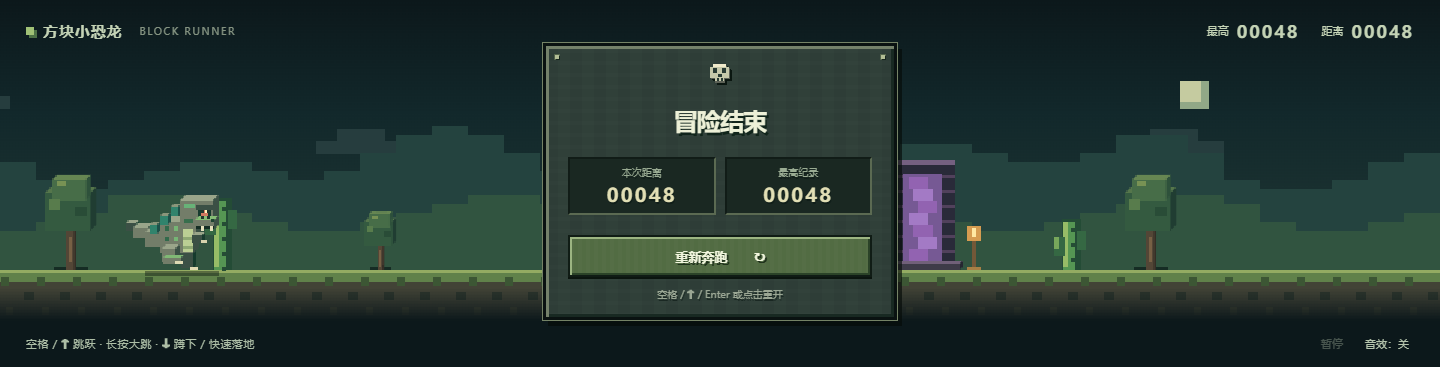 方块小恐龙 BLOCK RUNNER
最高 00048 距离 00048
冒险结束
本次距离 最高纪录
00048 00048
重新奔跑 ↻
空格 / ↑ / Enter 或点击重开
空格 / ↑ 跳跃 · 长按大跳 · ↓ 蹲下 / 快速落地
暂停 音效: 关